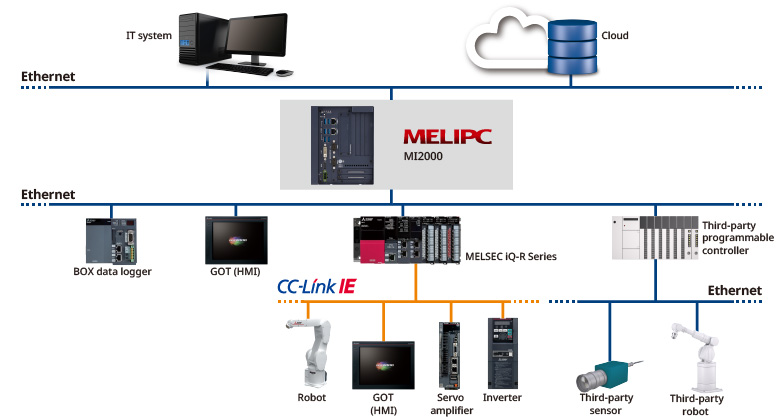 IT system
Cloud
Ethernet
MELIPC
MI2000
Ethernet
BOX data logger
GOT (HMI)
MELSEC iQ-R Series
Third-party
programmable
controller
CC-Link IE
Ethernet
Robot
GOT
(HMI)
Servo
amplifier
Inverter
Third-party
sensor
Third-party
robot